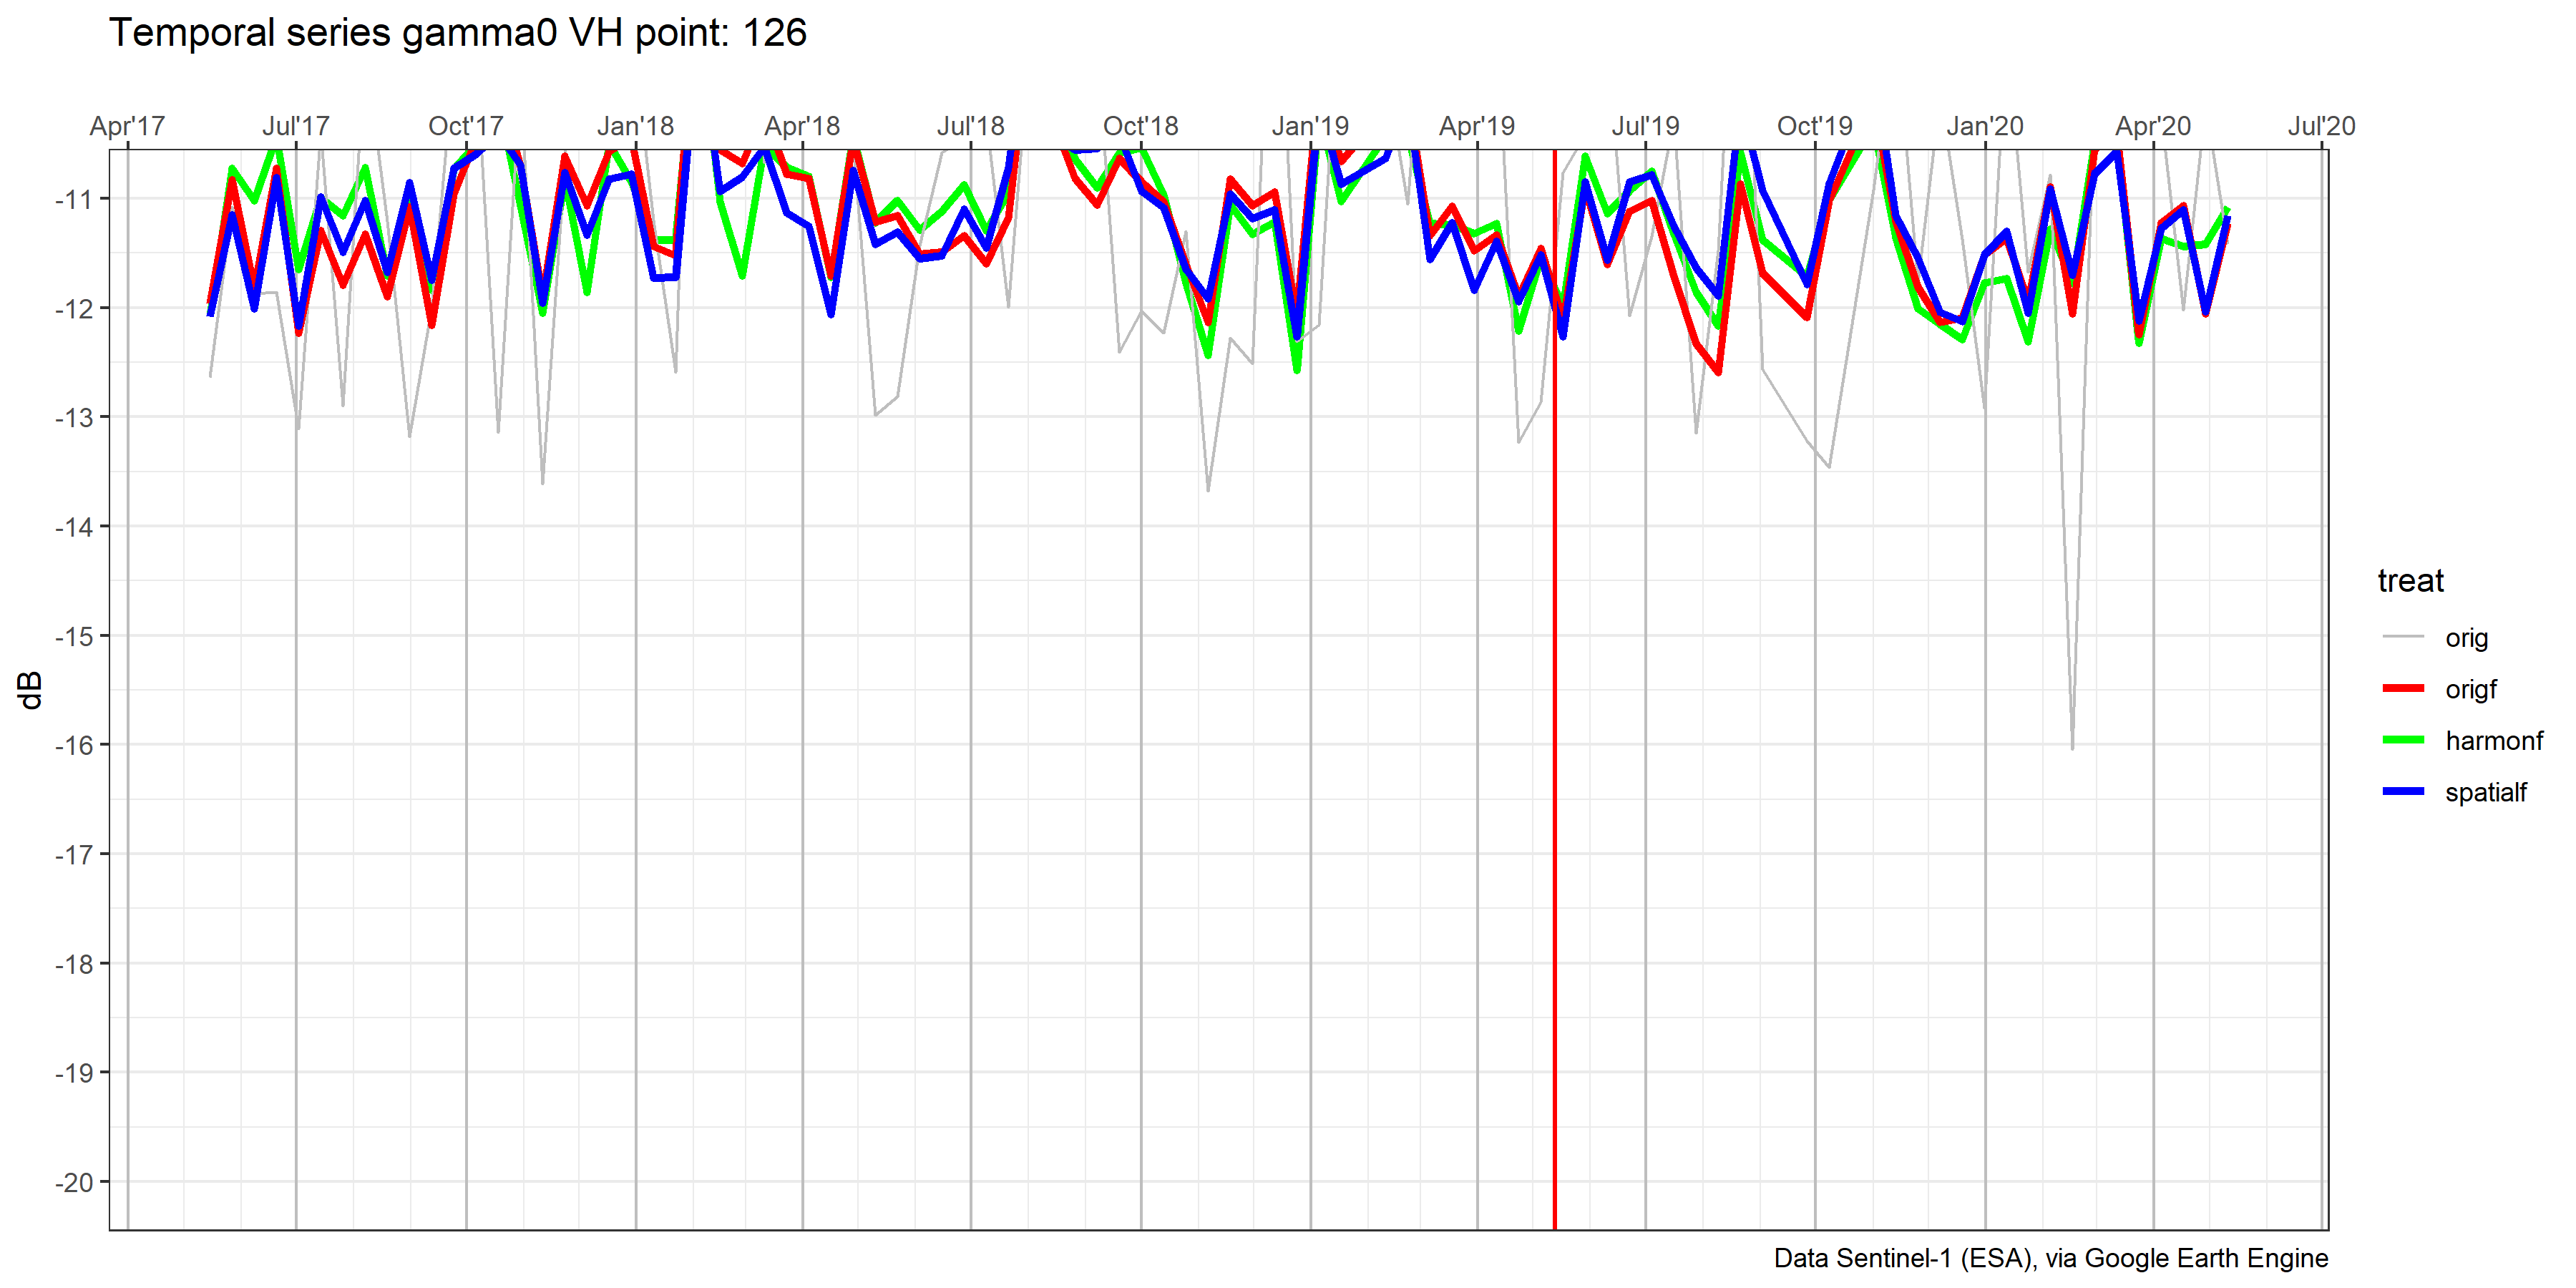 Temporal series gamma0 VH point: 126
Apr'17 Jul'17 Oct'17 Jan'18 Apr'18 Jul'18 Oct'18 Jan'19 Apr'19 Jul'19 Oct'19 Jan'20 Apr'20 Jul'20
-11
-12
-13
-14
-15
-16
-17
-18
-19
-20
dB
treat
orig
origf
harmonf
spatialf
Data Sentinel-1 (ESA), via Google Earth Engine